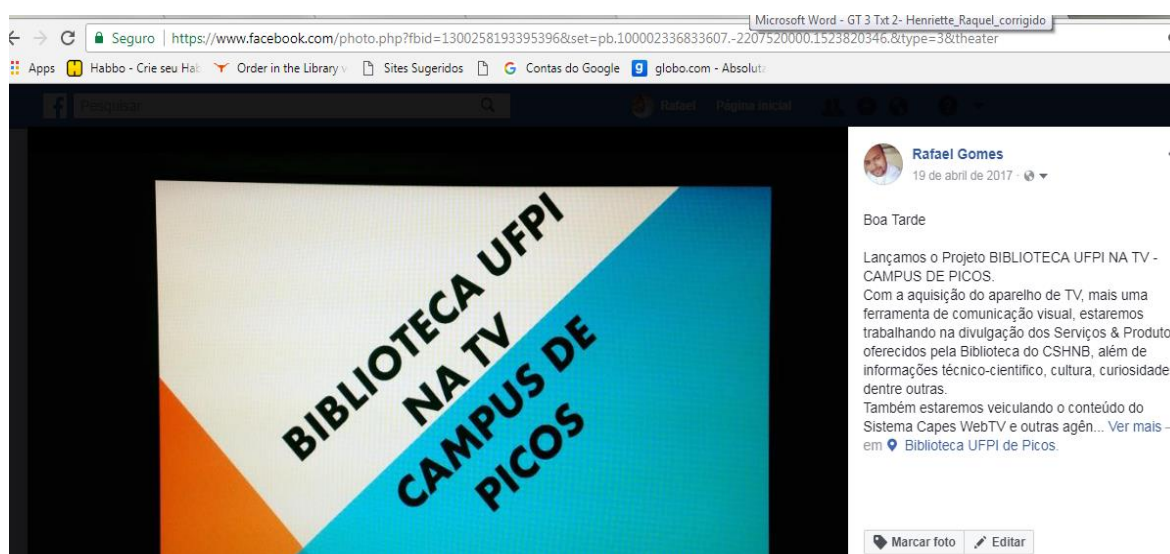 Microsoft Word - GT 3 Txt 2- Henriette_Raquel_corrigido
Seguro | https://www.facebook.com/photo.php?fbid=1300258193395396&set=pb.100002336833607.-2207520000.1523820346.&type=3&theater
Apps Habbo - Crie seu Hab Order in the Library Sites Sugeridos Contas do Google globo.com - Absolut
Pesquisar Rafael Página inicial
BIBLIOTECA UFPI
NA TV
CAMPUS DE
PICOS
Rafael Gomes
19 de abril de 2017
Boa Tarde
Lançamos o Projeto BIBLIOTECA UFPI NA TV -
CAMPUS DE PICOS.
Com a aquisição do aparelho de TV, mais uma
ferramenta de comunicação visual, estaremos
trabalhando na divulgação dos Serviços & Produto
oferecidos pela Biblioteca do CSHNB, além de
informações técnico-cientifico, cultura, curiosidade
dentre outras.
Também estaremos veiculando o conteúdo do
Sistema Capes WebTV e outras agên... Ver mais -
em Biblioteca UFPI de Picos.
Marcar foto Editar